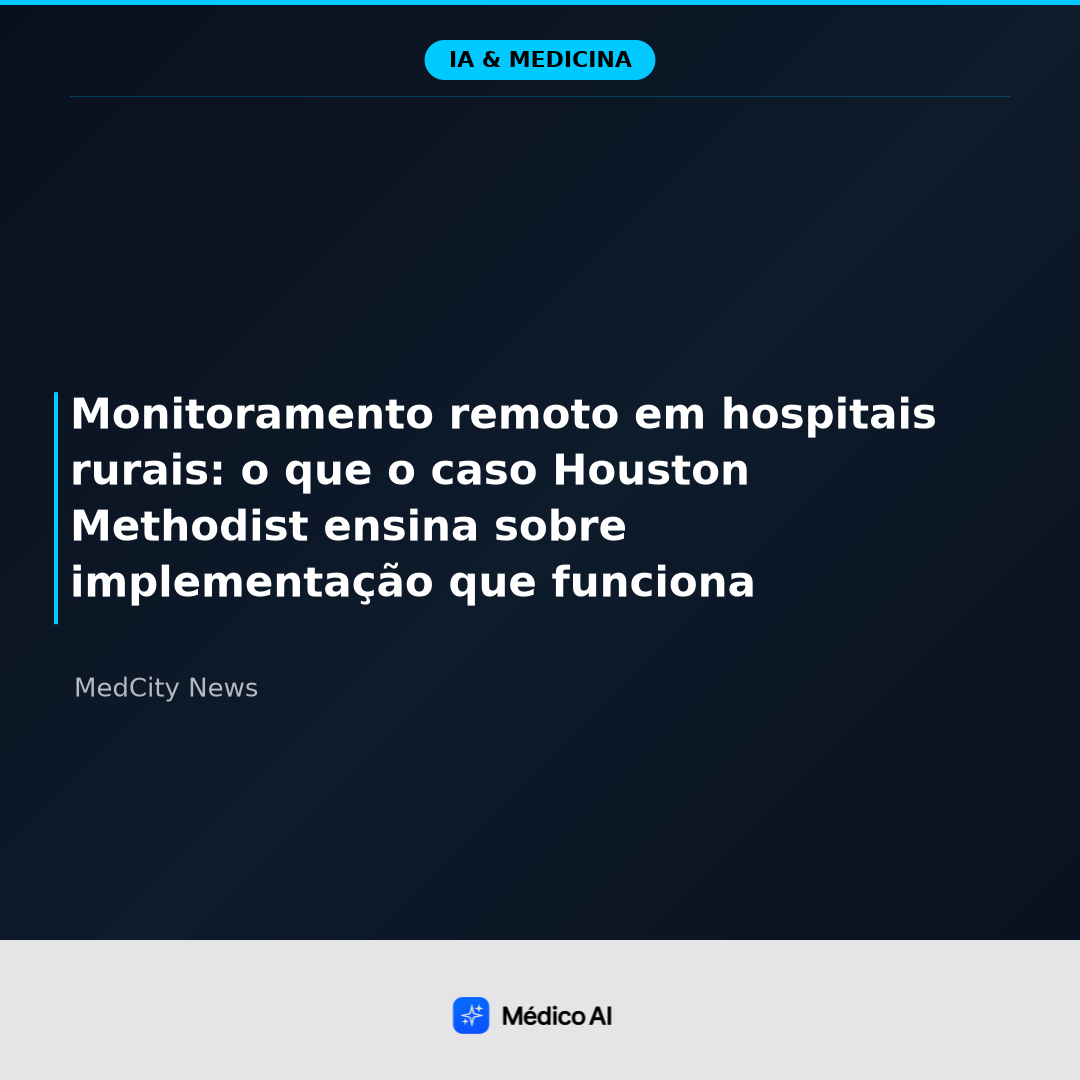 IA & MEDICINA
Monitoramento remoto em hospitais
rurais: o que o caso Houston
Methodist ensina sobre
implementação que funciona
MedCity News
Médico AI